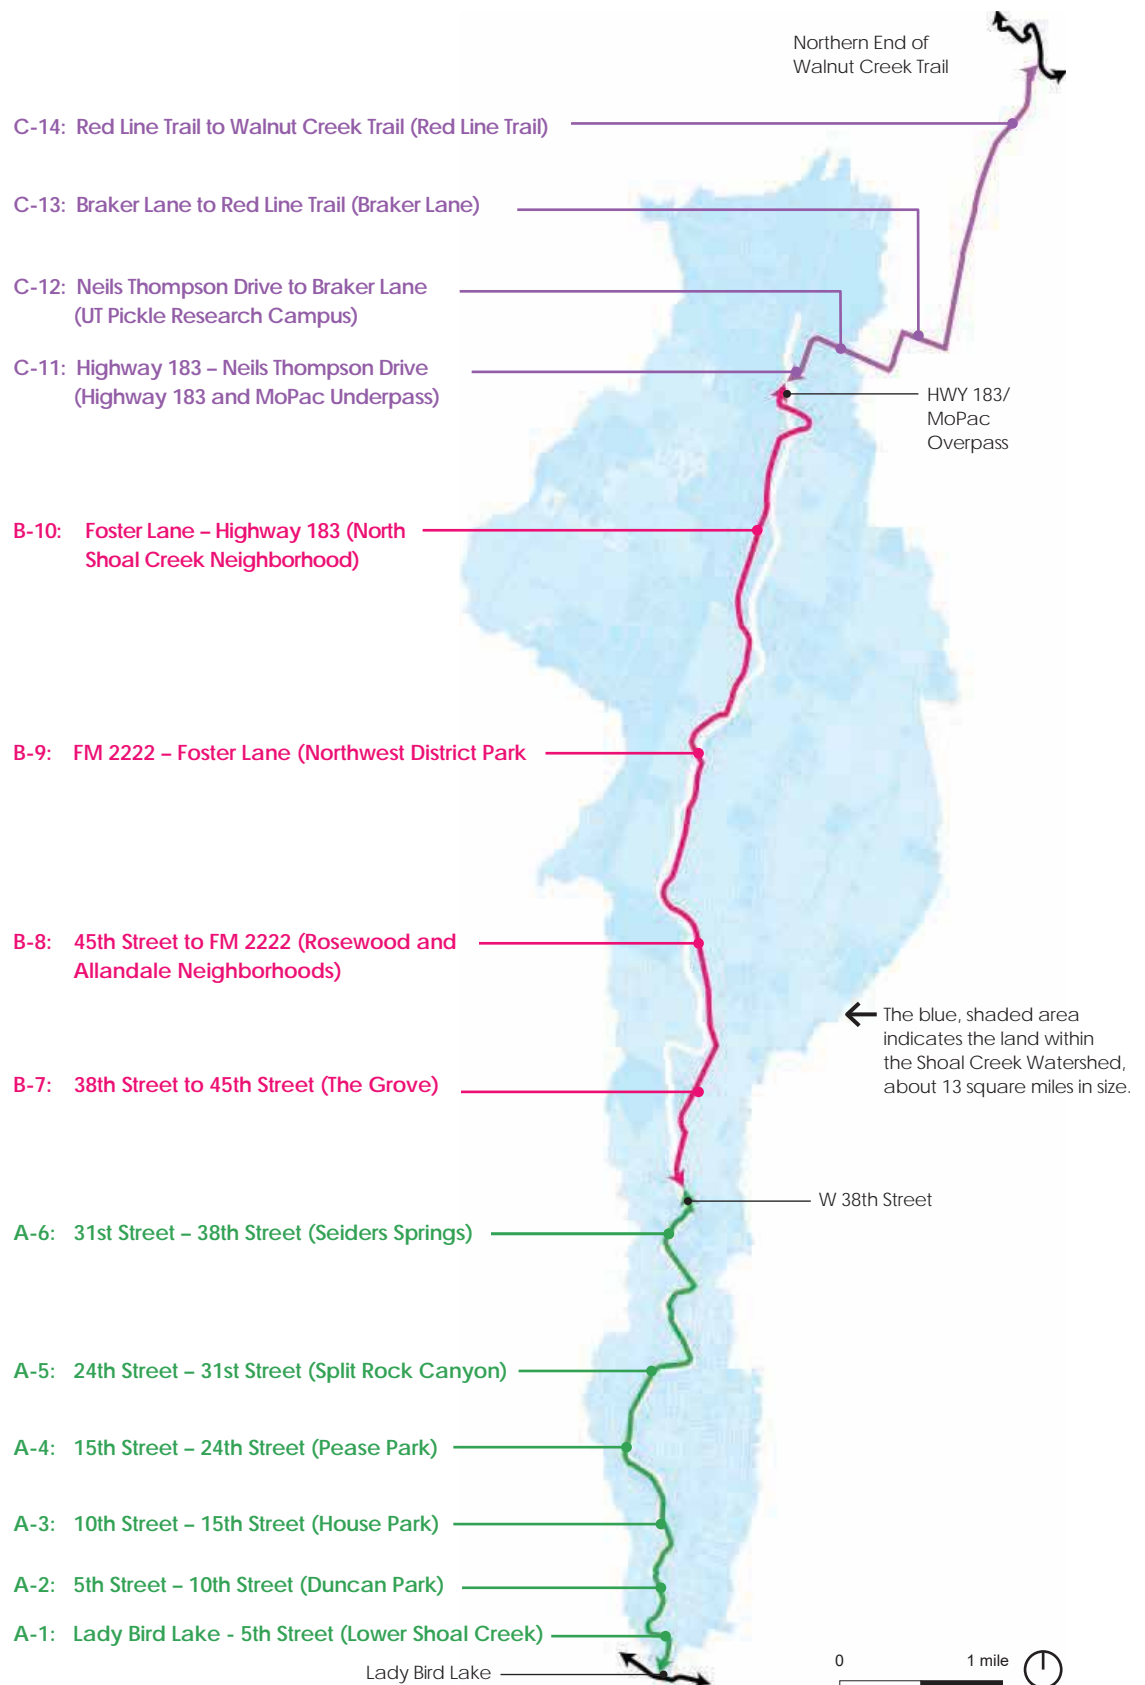 Northern End of
Walnut Creek Trail
C-14: Red Line Trail to Walnut Creek Trail (Red Line Trail)
C-13: Braker Lane to Red Line Trail (Braker Lane)
C-12: Neils Thompson Drive to Braker Lane
(UT Pickle Research Campus)
C-11: Highway 183 – Neils Thompson Drive
(Highway 183 and MoPac Underpass)
HWY 183/
MoPac
Overpass
B-10: Foster Lane – Highway 183 (North
Shoal Creek Neighborhood)
B-9: FM 2222 – Foster Lane (Northwest District Park
B-8: 45th Street to FM 2222 (Rosewood and
Allandale Neighborhoods)
The blue, shaded area
indicates the land within
the Shoal Creek Watershed,
about 13 square miles in size.
B-7: 38th Street to 45th Street (The Grove)
W 38th Street
A-6: 31st Street – 38th Street (Seiders Springs)
A-5: 24th Street – 31st Street (Split Rock Canyon)
A-4: 15th Street – 24th Street (Pease Park)
A-3: 10th Street – 15th Street (House Park)
A-2: 5th Street – 10th Street (Duncan Park)
A-1: Lady Bird Lake - 5th Street (Lower Shoal Creek)
Lady Bird Lake
0 1 mile